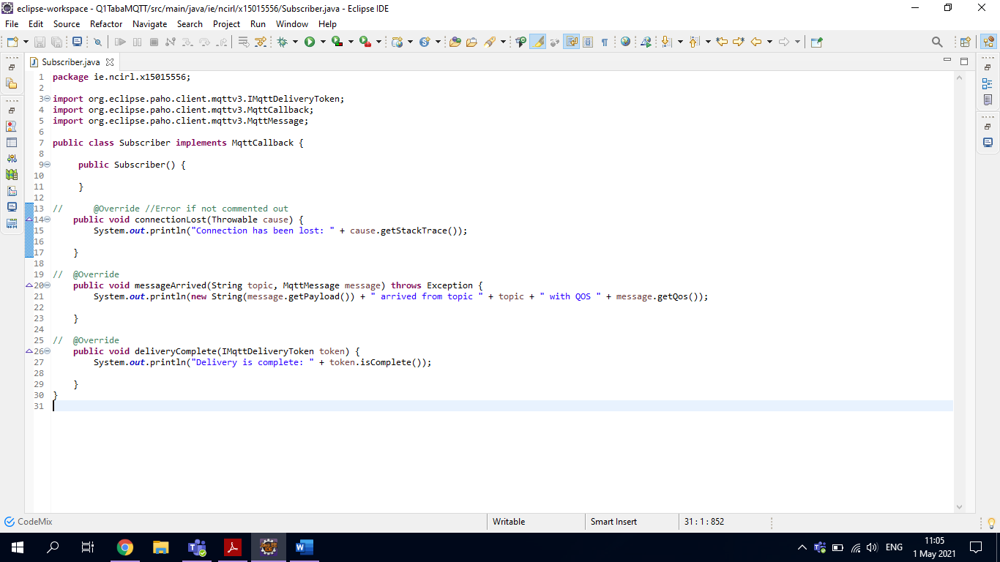 eclipse-workspace - Q1TabaMQTT/src/main/java/ie/ncirl/x15015556/Subscriber.java - Eclipse IDE
File Edit Source Refactor Navigate Search Project Run Window Help
Subscriber.java
1 package ie.ncirl.x15015556;
2
3 import org.eclipse.paho.client.mqttv3.IMqttDeliveryToken;
4 import org.eclipse.paho.client.mqttv3.MqttCallback;
5 import org.eclipse.paho.client.mqttv3.MqttMessage;
6
7 public class Subscriber implements MqttCallback {
8
9 public Subscriber() {
10
11 }
12
13 // @Override //Error if not commented out
14 public void connectionLost(Throwable cause) {
15 System.out.println("Connection has been lost: " + cause.getStackTrace());
16
17 }
18
19 // @Override
20 public void messageArrived(String topic, MqttMessage message) throws Exception {
21 System.out.println(new String(message.getPayload()) + " arrived from topic " + topic + " with QOS " + message.getQos());
22
23 }
24
25 // @Override
26 public void deliveryComplete(IMqttDeliveryToken token) {
27 System.out.println("Delivery is complete: " + token.isComplete());
28
29 }
30 }
31
CodeMix Writable Smart Insert 31 : 1 : 852
ENG 11:05
1 May 2021